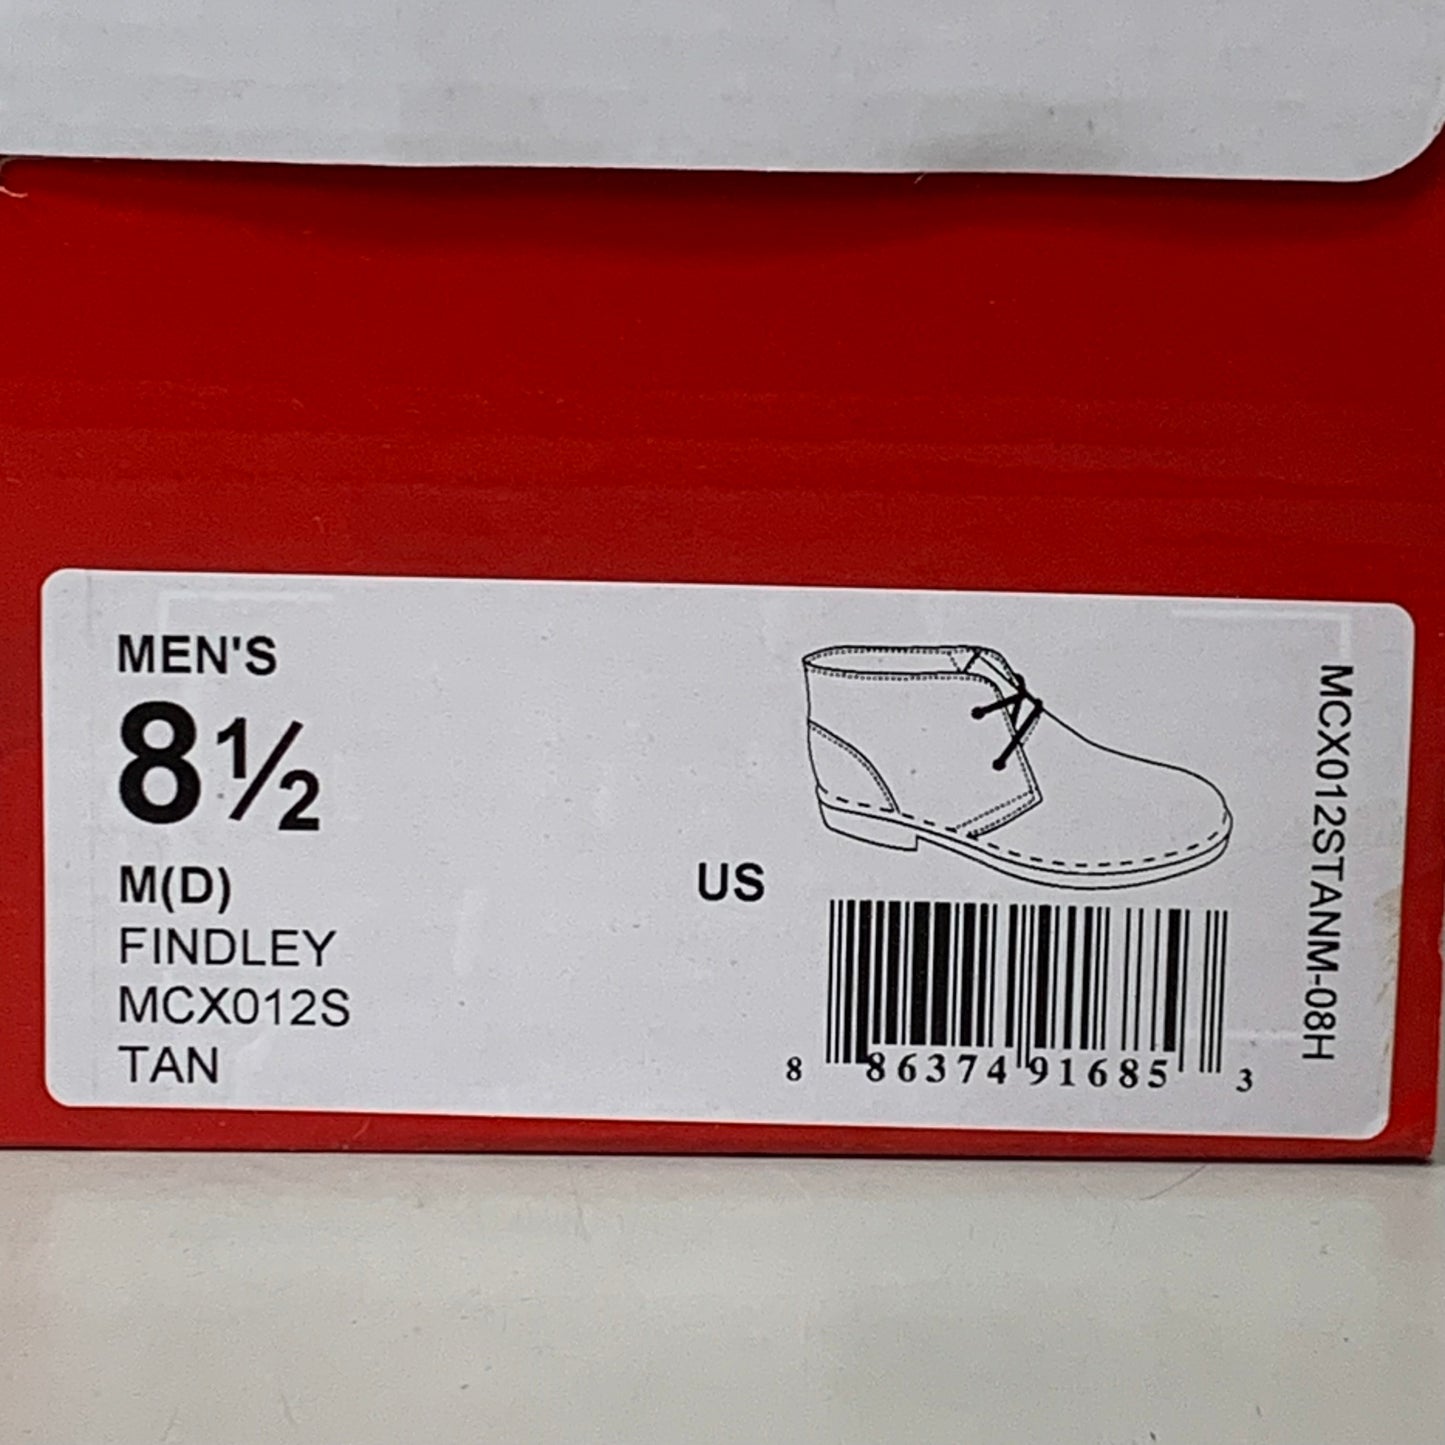 MEN'S
8½
M(D)
FINDLEY
MCX012S
TAN
US
8 86374 91685 3
MCX012STANM-08H